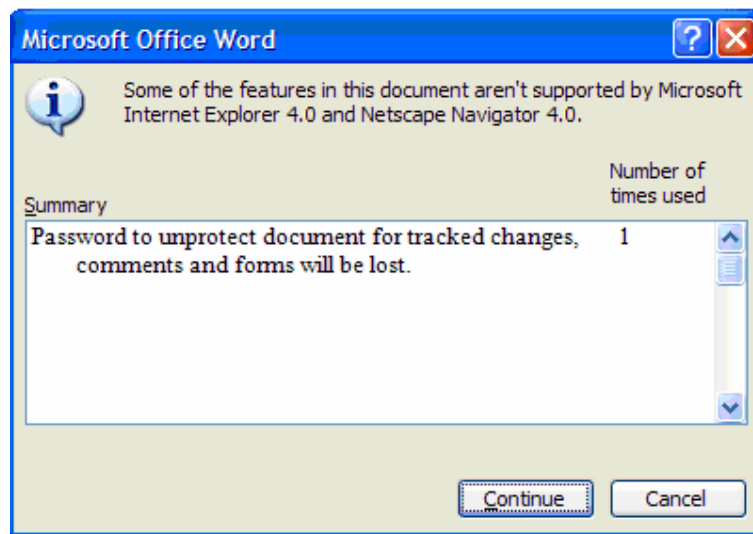 Microsoft Office Word
Some of the features in this document aren't supported by Microsoft
Internet Explorer 4.0 and Netscape Navigator 4.0.
Number of
times used
Summary
Password to unprotect document for tracked changes, 1
comments and forms will be lost.
Continue Cancel